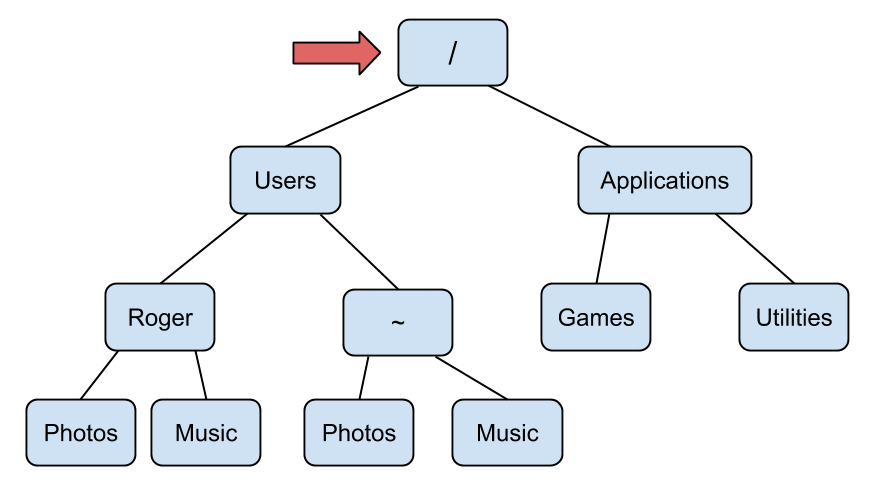 /
Users
Applications
Roger
~
Games
Utilities
Photos
Music
Photos
Music